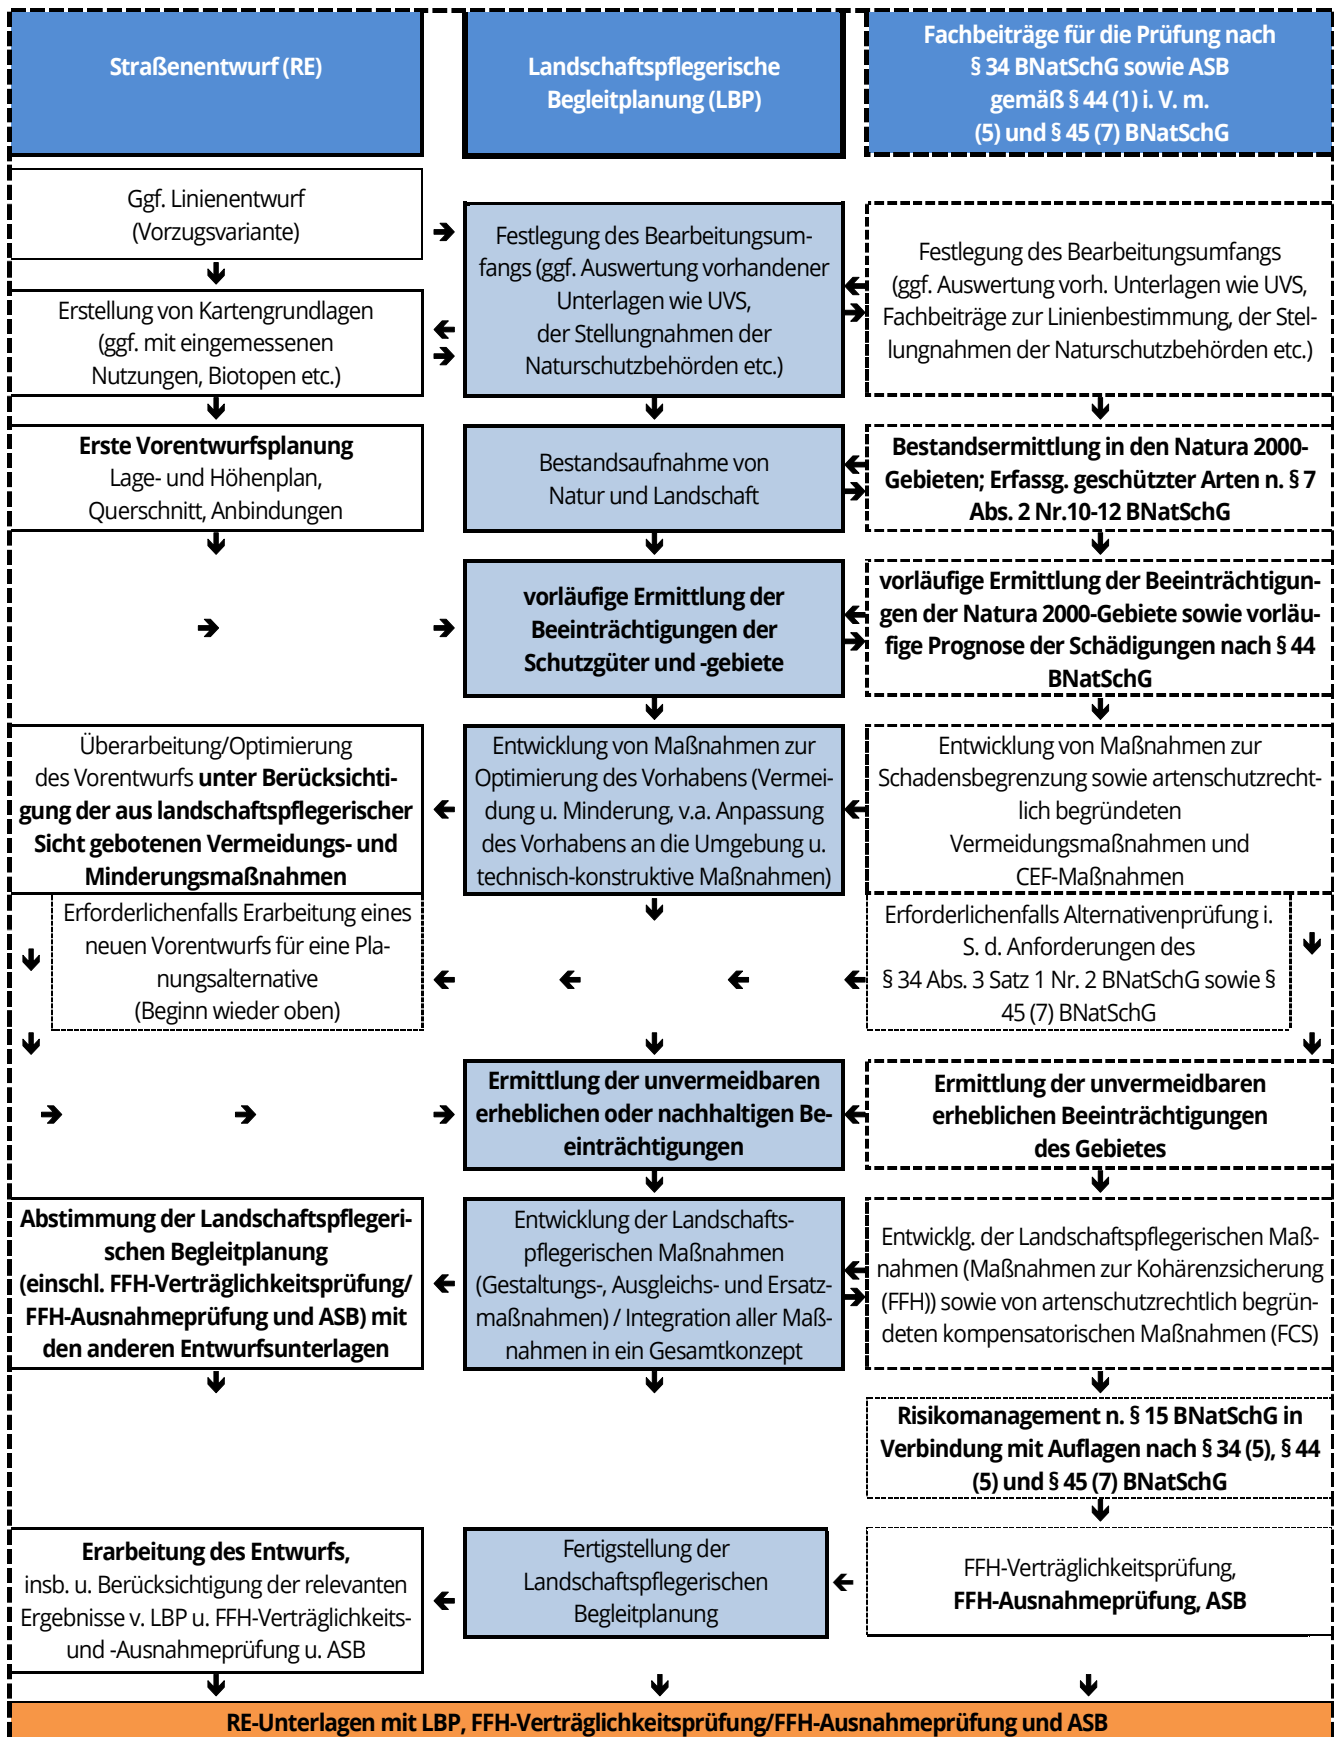 Straßenentwurf (RE)
Landschaftspflegerische
Begleitplanung (LBP)
Fachbeiträge für die Prüfung nach
§ 34 BNatSchG sowie ASB
gemäß § 44 (1) i. V. m.
(5) und § 45 (7) BNatSchG
Ggf. Linienentwurf
(Vorzugsvariante)
Festlegung des Bearbeitungsum-
fangs (ggf. Auswertung vorhandener
Unterlagen wie UVS,
der Stellungnahmen der
Naturschutzbehörden etc.)
Festlegung des Bearbeitungsumfangs
(ggf. Auswertung vorh. Unterlagen wie UVS,
Fachbeiträge zur Linienbestimmung, der Stel-
lungnahmen der Naturschutzbehörden etc.)
Erstellung von Kartengrundlagen
(ggf. mit eingemessenen
Nutzungen, Biotopen etc.)
Erste Vorentwurfsplanung
Lage- und Höhenplan,
Querschnitt, Anbindungen
Bestandsaufnahme von
Natur und Landschaft
Bestandsermittlung in den Natura 2000-
Gebieten; Erfassg. geschützter Arten n. § 7
Abs. 2 Nr.10-12 BNatSchG
vorläufige Ermittlung der
Beeinträchtigungen der
Schutzgüter und -gebiete
vorläufige Ermittlung der Beeinträchtigun-
gen der Natura 2000-Gebiete sowie vorläu-
fige Prognose der Schädigungen nach § 44
BNatSchG
Überarbeitung/Optimierung
des Vorentwurfs unter Berücksichti-
gung der aus landschaftspflegerischer
Sicht gebotenen Vermeidungs- und
Minderungsmaßnahmen
Entwicklung von Maßnahmen zur
Optimierung des Vorhabens (Vermei-
dung u. Minderung, v.a. Anpassung
des Vorhabens an die Umgebung u.
technisch-konstruktive Maßnahmen)
Entwicklung von Maßnahmen zur
Schadensbegrenzung sowie artenschutzrecht-
lich begründeten
Vermeidungsmaßnahmen und
CEF-Maßnahmen
Erforderlichenfalls Erarbeitung eines
neuen Vorentwurfs für eine Pla-
nungsalternative
(Beginn wieder oben)
Erforderlichenfalls Alternativenprüfung i.
S. d. Anforderungen des
§ 34 Abs. 3 Satz 1 Nr. 2 BNatSchG sowie §
45 (7) BNatSchG
Ermittlung der unvermeidbaren
erheblichen oder nachhaltigen Be-
einträchtigungen
Ermittlung der unvermeidbaren
erheblichen Beeinträchtigungen
des Gebietes
Abstimmung der Landschaftspflegeri-
schen Begleitplanung
(einschl. FFH-Verträglichkeitsprüfung/
FFH-Ausnahmeprüfung und ASB) mit
den anderen Entwurfsunterlagen
Entwicklung der Landschafts-
pflegerischen Maßnahmen
(Gestaltungs-, Ausgleichs- und Ersatz-
maßnahmen) / Integration aller Maß-
nahmen in ein Gesamtkonzept
Entwicklg. der Landschaftspflegerischen Maß-
nahmen (Maßnahmen zur Kohärenzsicherung
(FFH)) sowie von artenschutzrechtlich begrün-
deten kompensatorischen Maßnahmen (FCS)
Risikomanagement n. § 15 BNatSchG in
Verbindung mit Auflagen nach § 34 (5), § 44
(5) und § 45 (7) BNatSchG
Erarbeitung des Entwurfs,
insb. u. Berücksichtigung der relevanten
Ergebnisse v. LBP u. FFH-Verträglichkeits-
und -Ausnahmeprüfung u. ASB
Fertigstellung der
Landschaftspflegerischen
Begleitplanung
FFH-Verträglichkeitsprüfung,
FFH-Ausnahmeprüfung, ASB
RE-Unterlagen mit LBP, FFH-Verträglichkeitsprüfung/FFH-Ausnahmeprüfung und ASB